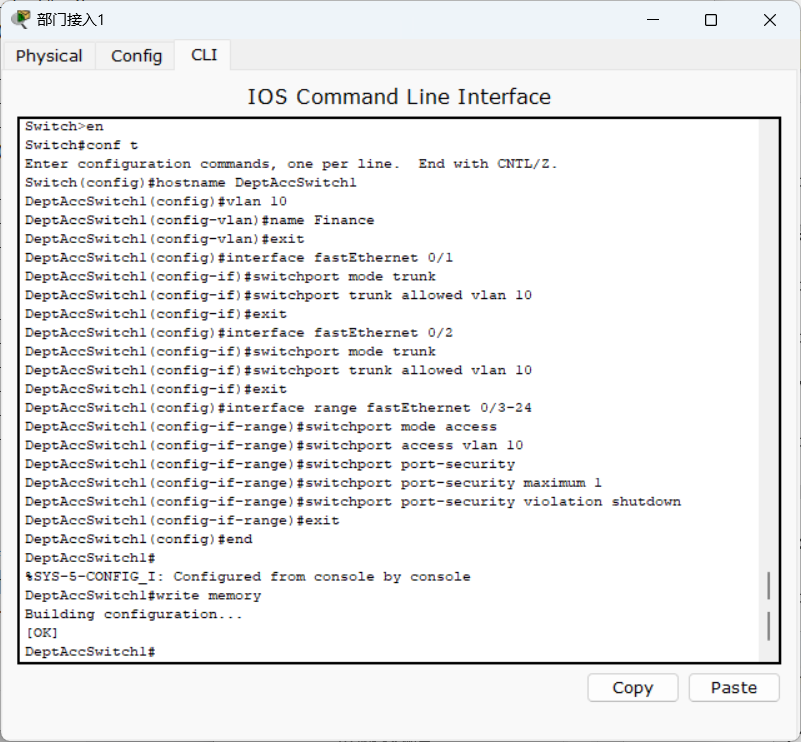 部门接入1
Physical Config CLI
IOS Command Line Interface
Switch>en
Switch#conf t
Enter configuration commands, one per line.  End with CNTL/Z.
Switch(config)#hostname DeptAccSwitch1
DeptAccSwitch1(config)#vlan 10
DeptAccSwitch1(config-vlan)#name Finance
DeptAccSwitch1(config-vlan)#exit
DeptAccSwitch1(config)#interface fastEthernet 0/1
DeptAccSwitch1(config-if)#switchport mode trunk
DeptAccSwitch1(config-if)#switchport trunk allowed vlan 10
DeptAccSwitch1(config-if)#exit
DeptAccSwitch1(config)#interface fastEthernet 0/2
DeptAccSwitch1(config-if)#switchport mode trunk
DeptAccSwitch1(config-if)#switchport trunk allowed vlan 10
DeptAccSwitch1(config-if)#exit
DeptAccSwitch1(config)#interface range fastEthernet 0/3-24
DeptAccSwitch1(config-if-range)#switchport mode access
DeptAccSwitch1(config-if-range)#switchport access vlan 10
DeptAccSwitch1(config-if-range)#switchport port-security
DeptAccSwitch1(config-if-range)#switchport port-security maximum 1
DeptAccSwitch1(config-if-range)#switchport port-security violation shutdown
DeptAccSwitch1(config-if-range)#exit
DeptAccSwitch1(config)#end
DeptAccSwitch1#
%SYS-5-CONFIG_I: Configured from console by console
DeptAccSwitch1#write memory
Building configuration...
[OK]
DeptAccSwitch1#
Copy Paste